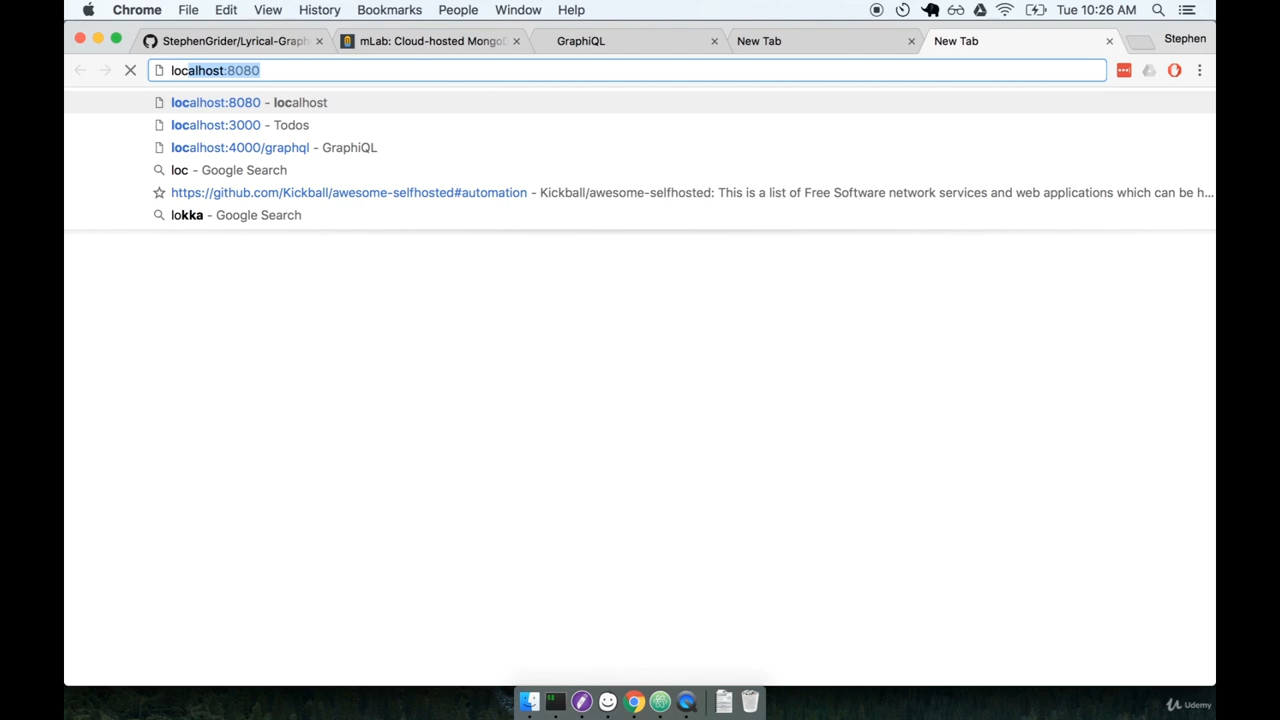 Chrome File Edit View History Bookmarks People Window Help Tue 10:26 AM
StephenGrider/Lyrical-Graph mLab: Cloud-hosted MongoD GraphiQL New Tab New Tab Stephen
localhost:8080
localhost:8080 - localhost
localhost:3000 - Todos
localhost:4000/graphql - GraphiQL
loc - Google Search
https://github.com/Kickball/awesome-selfhosted#automation - Kickball/awesome-selfhosted: This is a list of Free Software network services and web applications which can be h...
lokka - Google Search
Udemy